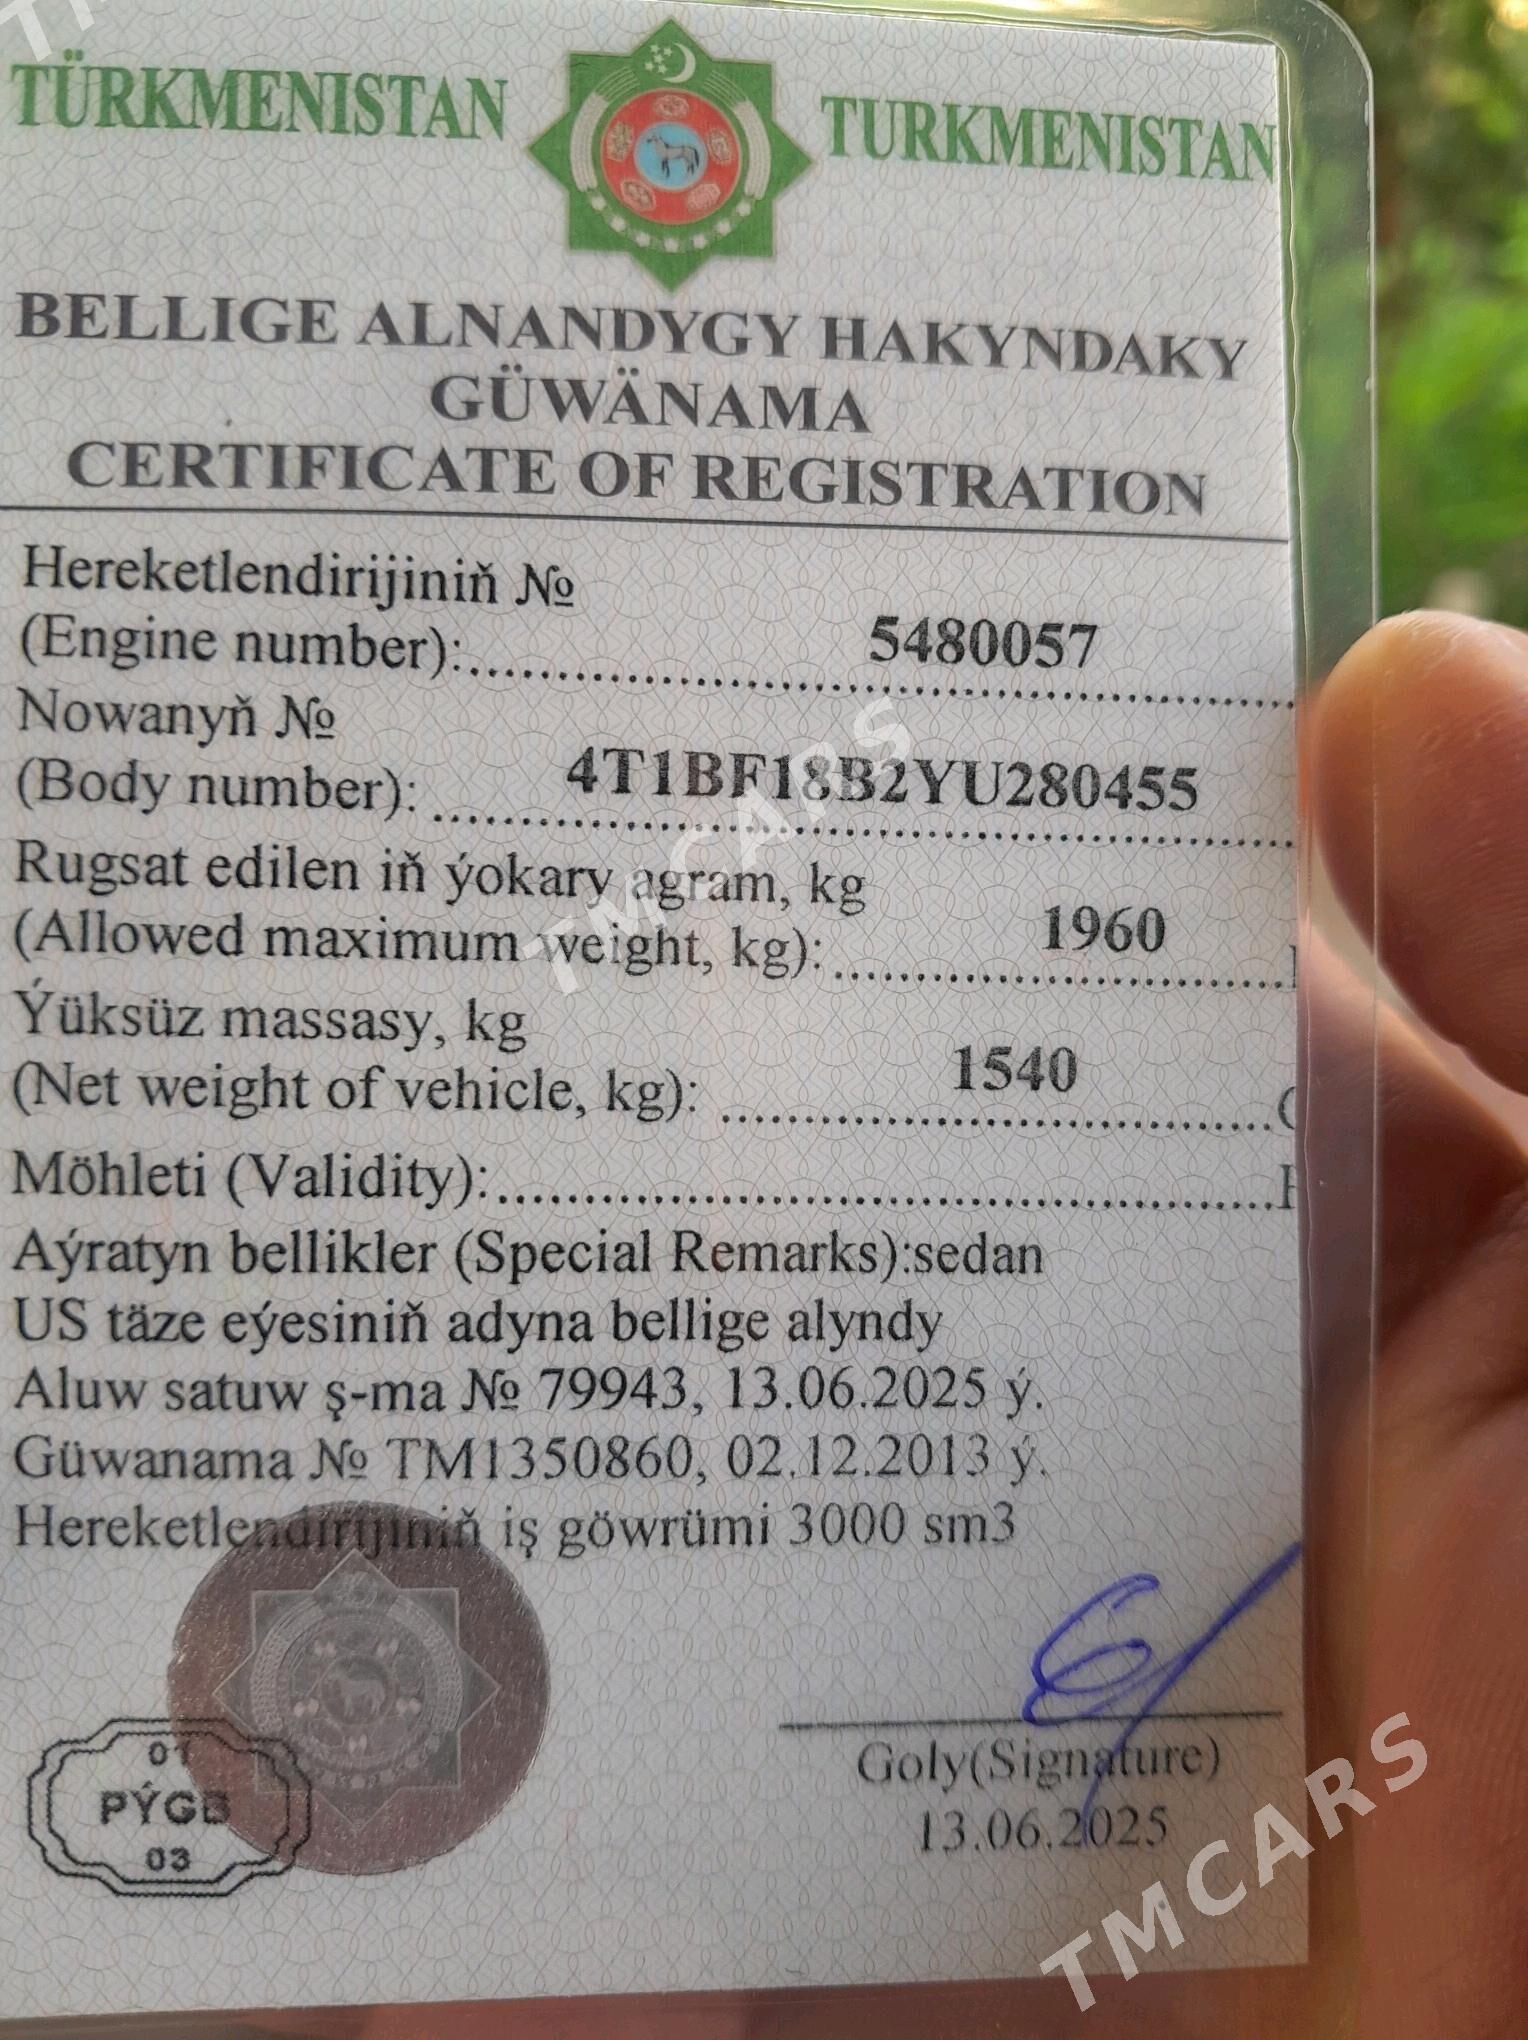 TÜRKMENISTAN TURKMENISTAN
BELLIGE ALNANDYGY HAKYNDAKY
GÜWÄNAMA
CERTIFICATE OF REGISTRATION
Hereketlendirijiniň №
(Engine number): 5480057
Nowanyň №
(Body number): 4T1BF18B2YU280455
Rugsat edilen iň ýokary agram, kg
(Allowed maximum weight, kg): 1960
Ýüksüz massasy, kg
(Net weight of vehicle, kg): 1540
Möhleti (Validity):
Aýratyn bellikler (Special Remarks):sedan
US täze eýesiniň adyna bellige alyndy
Aluw satuw ş-ma № 79943, 13.06.2025 ý.
Güwanama № TM1350860, 02.12.2013 ý.
Hereketlendirijiniň iş göwrümi 3000 sm3
01
PÝGB
03
Goly(Signature)
13.06.2025
TMCARS
TMCARS